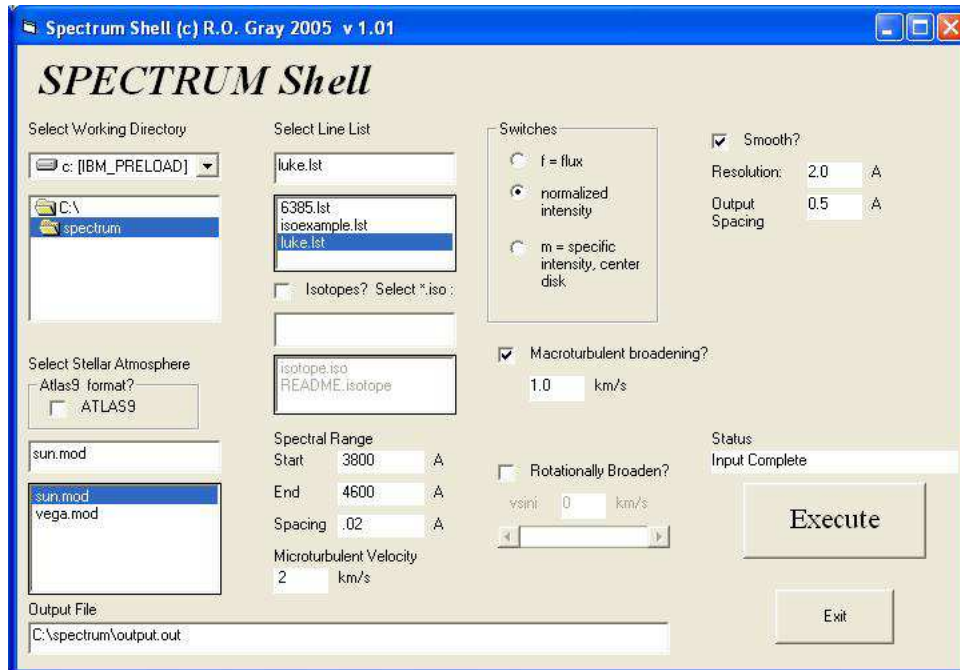 Spectrum Shell (c) R.O. Gray 2005 v 1.01
SPECTRUM Shell
Select Working Directory
c: [IBM_PRELOAD]
C:\
spectrum
Select Stellar Atmosphere
Atlas9 format?
ATLAS9
sun.mod
sun.mod
vega.mod
Select Line List
luke.lst
6385.lst
isoexample.lst
luke.lst
Isotopes? Select *.iso :
isotope.iso
README.isotope
Spectral Range
Start 3800 A
End 4600 A
Spacing .02 A
Microturbulent Velocity
2 km/s
Switches
f = flux
normalized
intensity
m = specific
intensity, center
disk
Macroturbulent broadening?
1.0 km/s
Rotationally Broaden?
vsini 0 km/s
Smooth?
Resolution: 2.0 A
Output 0.5 A
Spacing
Status
Input Complete
Execute
Exit
Output File
C:\spectrum\output.out